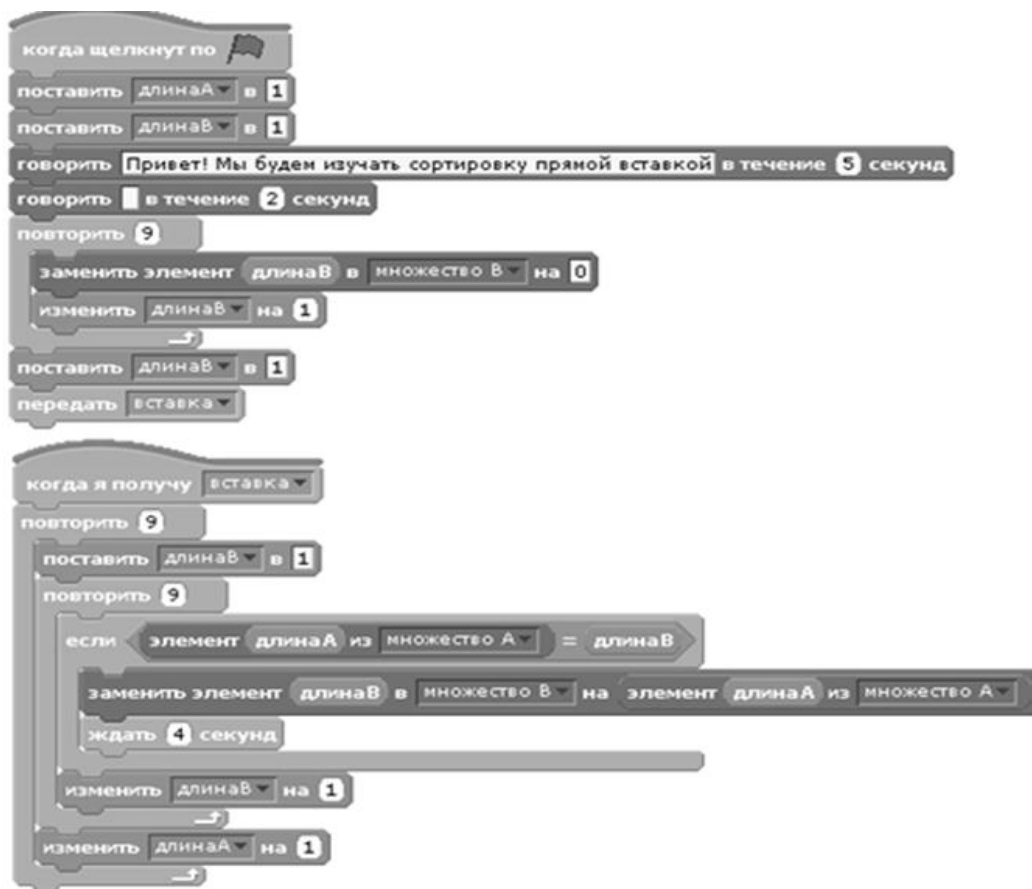 когда щелкнут по
поставить длинаА в 1
поставить длинаВ в 1
говорить Привет! Мы будем изучать сортировку прямой вставкой в течение 5 секунд
говорить в течение 2 секунд
повторить 9
заменить элемент длинаВ в множество В на 0
изменить длинаВ на 1
поставить длинаВ в 1
передать вставка
когда я получу вставка
повторить 9
поставить длинаВ в 1
повторить 9
если элемент длинаА из множество А = длинаВ
заменить элемент длинаВ в множество В на элемент длинаА из множество А
ждать 4 секунд
изменить длинаВ на 1
изменить длинаА на 1